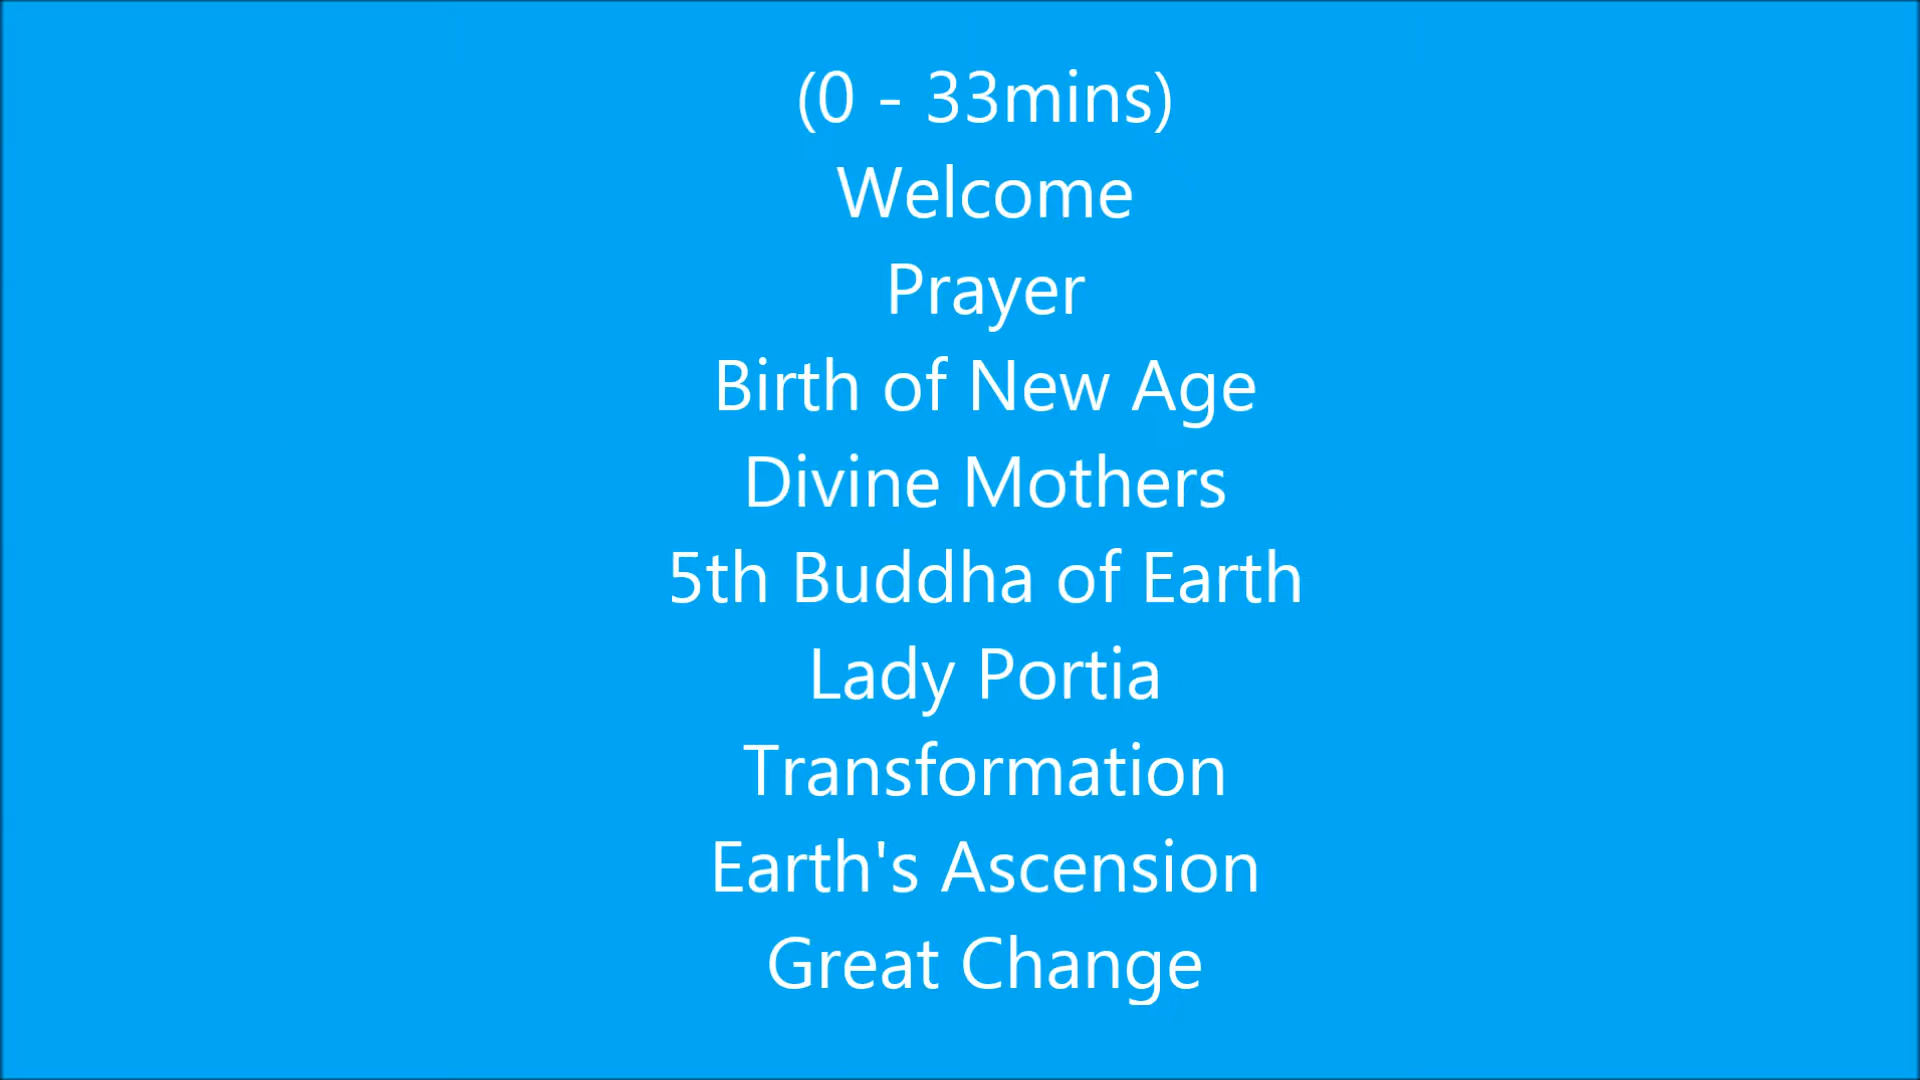 (0 - 33mins)
Welcome
Prayer
Birth of New Age
Divine Mothers
5th Buddha of Earth
Lady Portia
Transformation
Earth's Ascension
Great Change